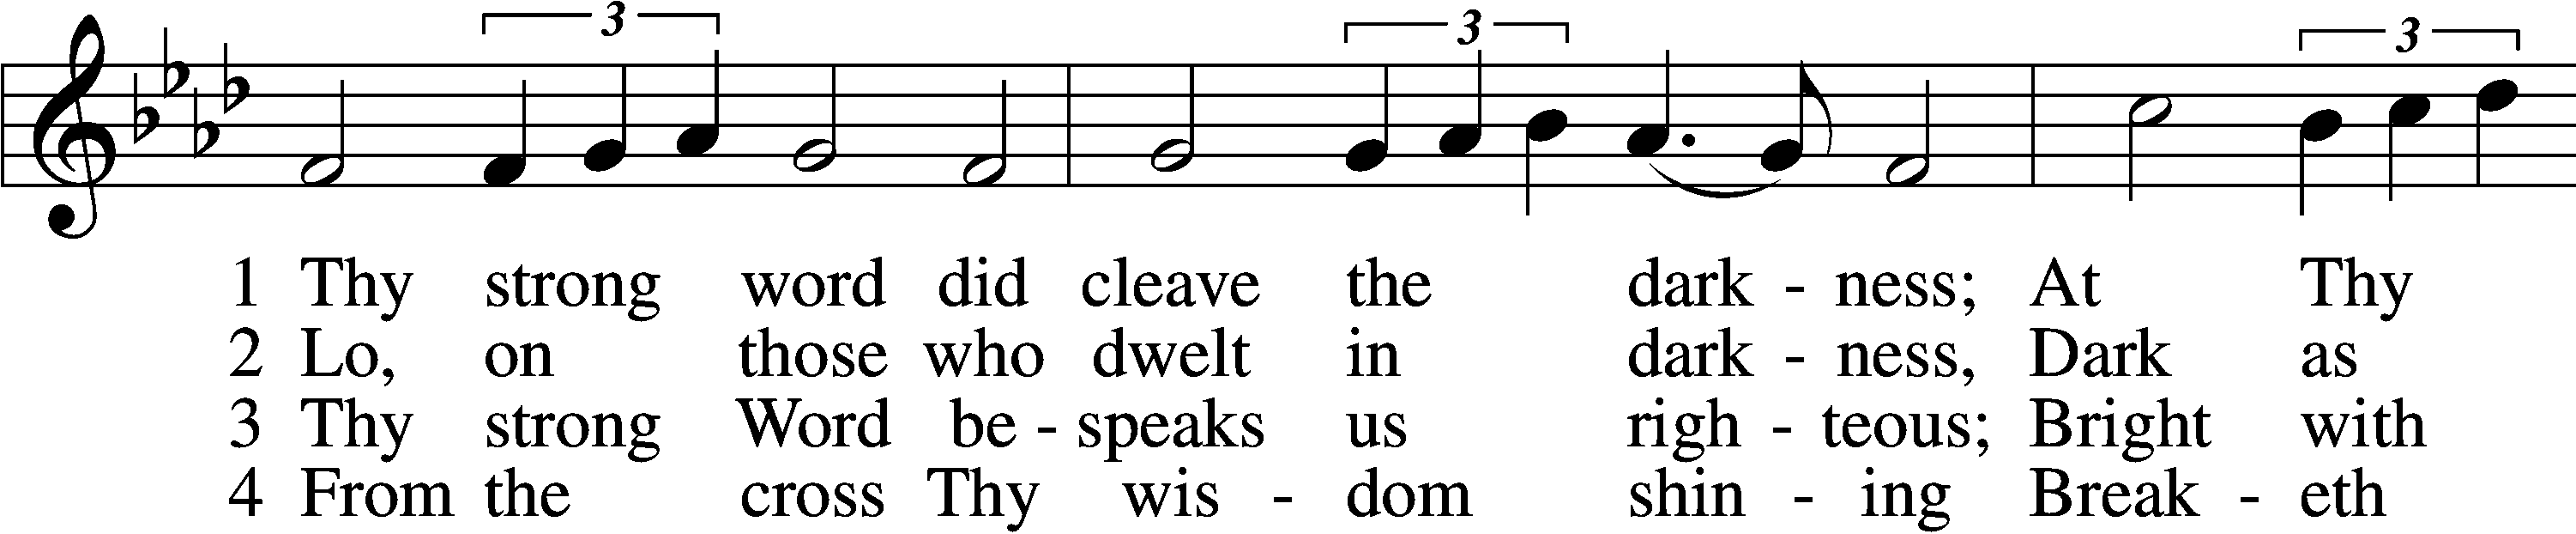 3 3 3
1 Thy strong word did cleave the dark - ness; At Thy
2 Lo, on those who dwelt in dark - ness, Dark as
3 Thy strong Word be - speaks us righ - teous; Bright with
4 From the cross Thy wis - dom shin - ing Break - eth